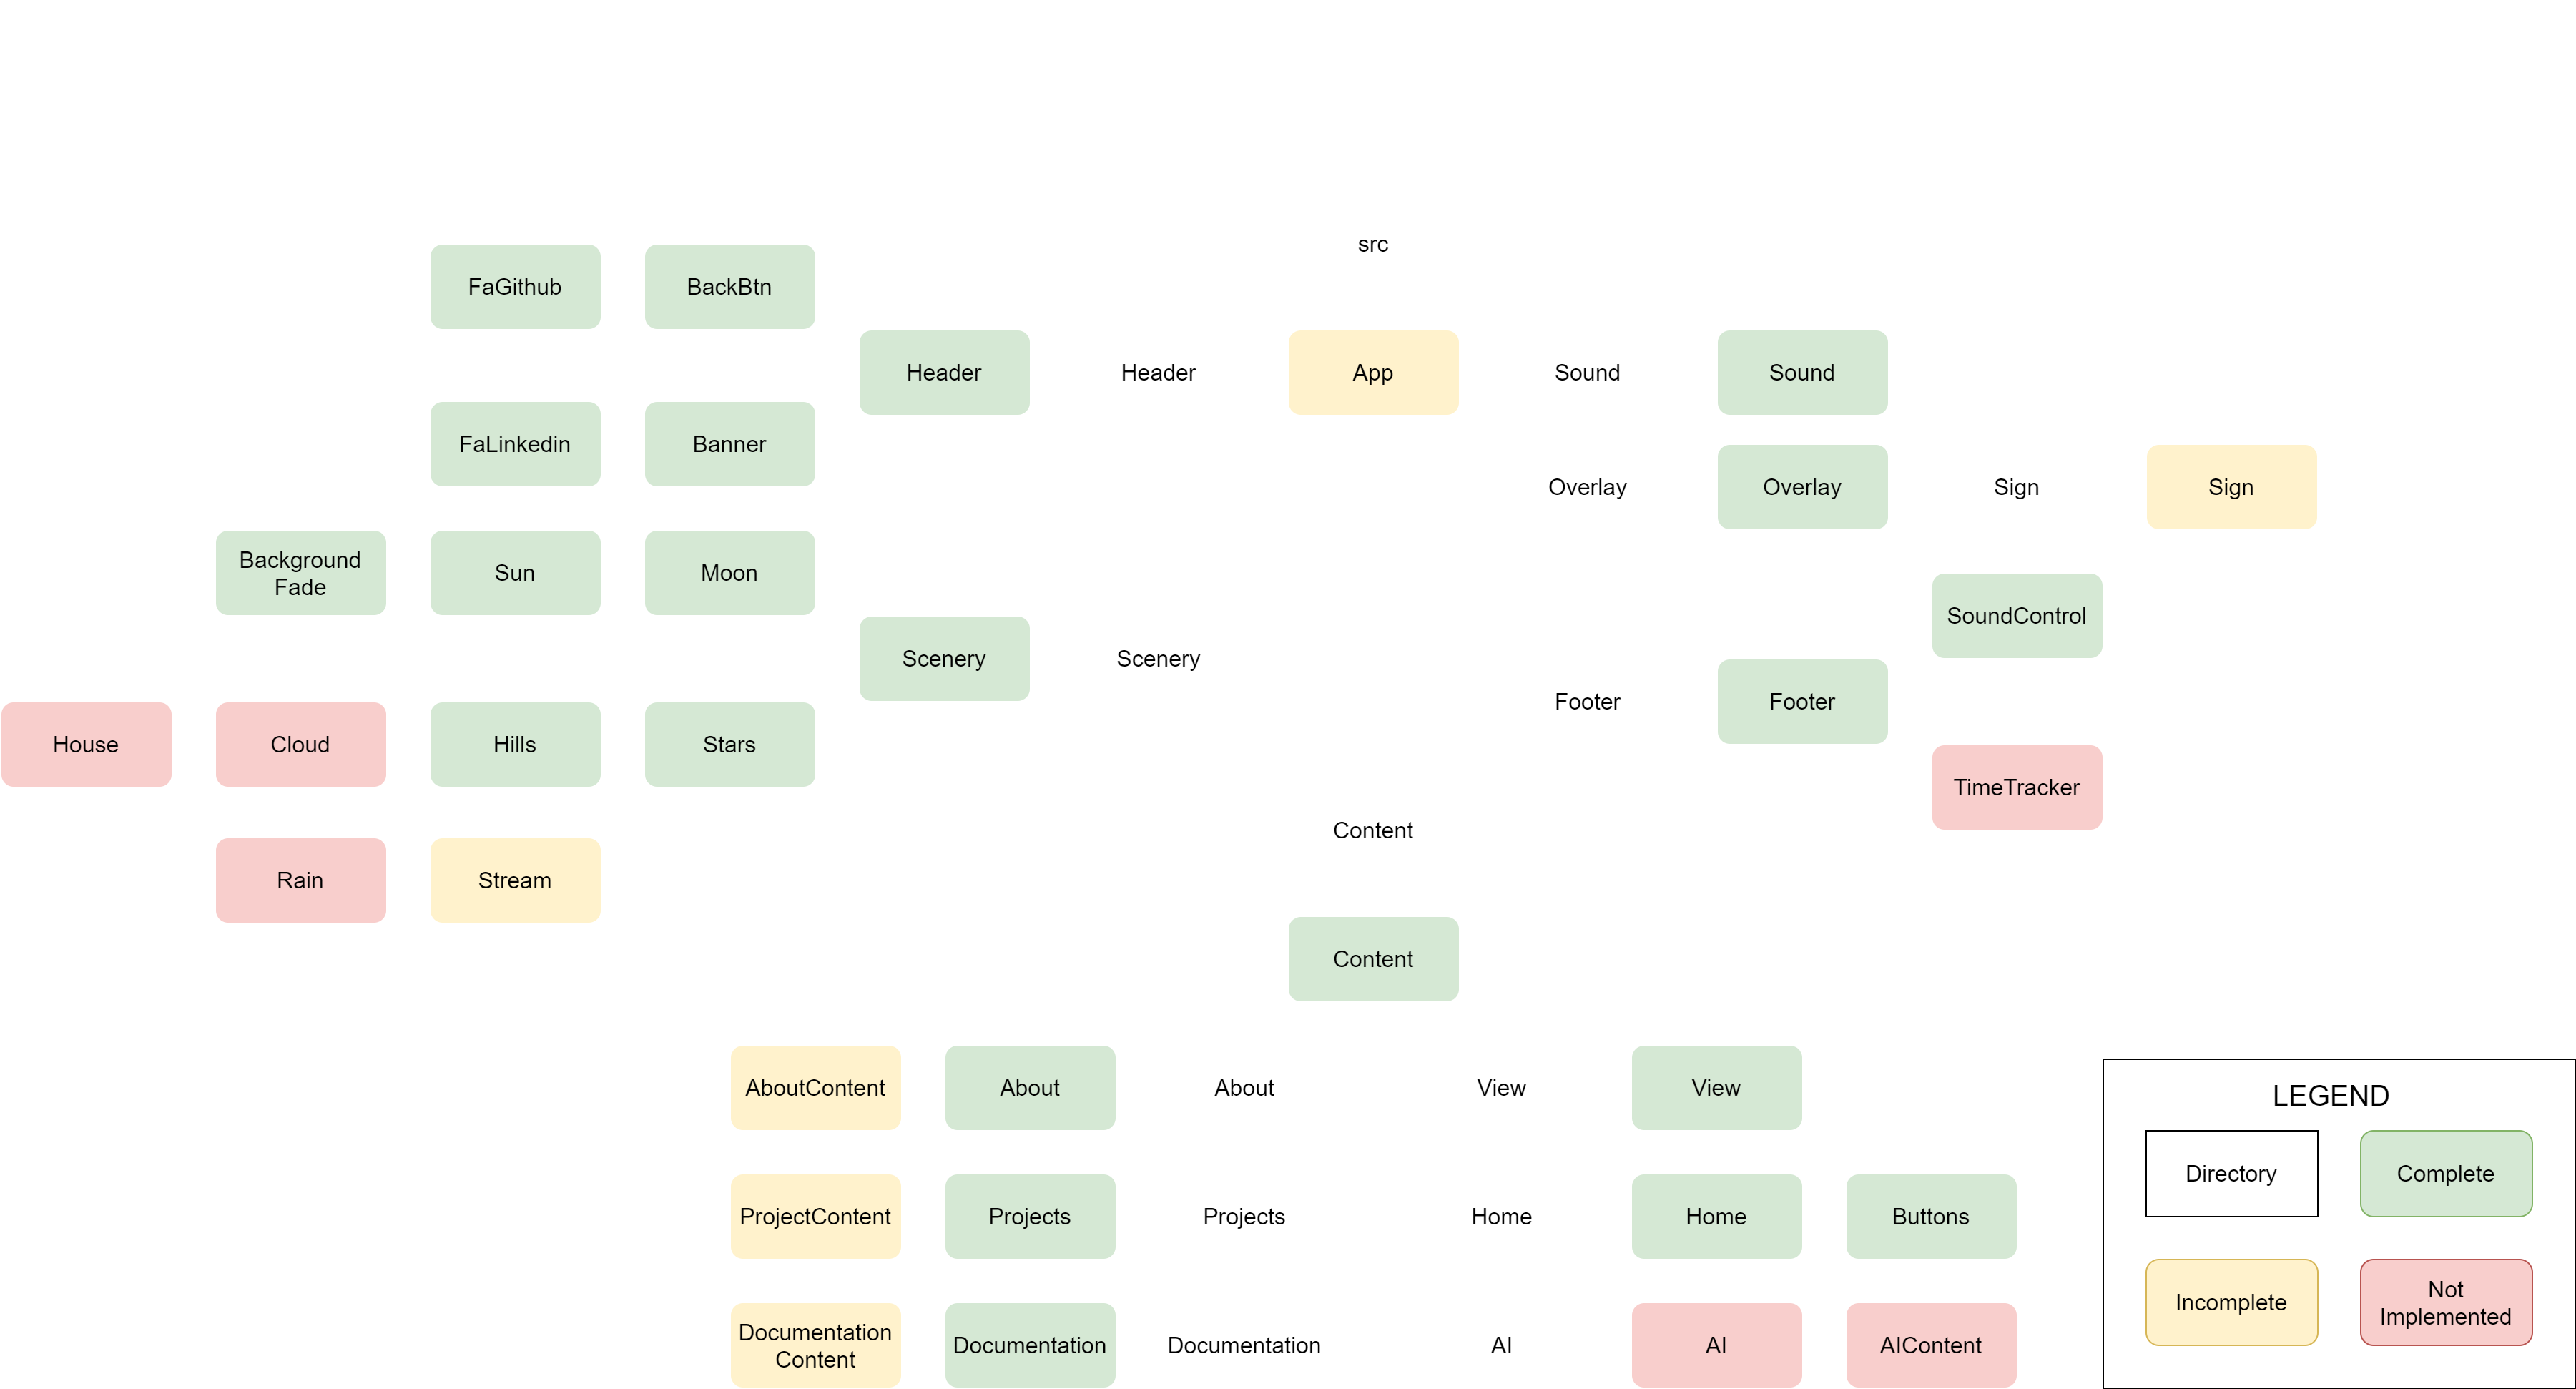 src
FaGithub
BackBtn
Header
Header
App
Sound
Sound
FaLinkedin
Banner
Overlay
Overlay
Sign
Sign
Background
Fade
Sun
Moon
SoundControl
Scenery
Scenery
Footer
Footer
House
Cloud
Hills
Stars
TimeTracker
Content
Rain
Stream
Content
AboutContent
About
About
View
View
ProjectContent
Projects
Projects
Home
Home
Buttons
Documentation
Content
Documentation
Documentation
AI
AI
AIContent
LEGEND
Directory
Complete
Incomplete
Not
Implemented